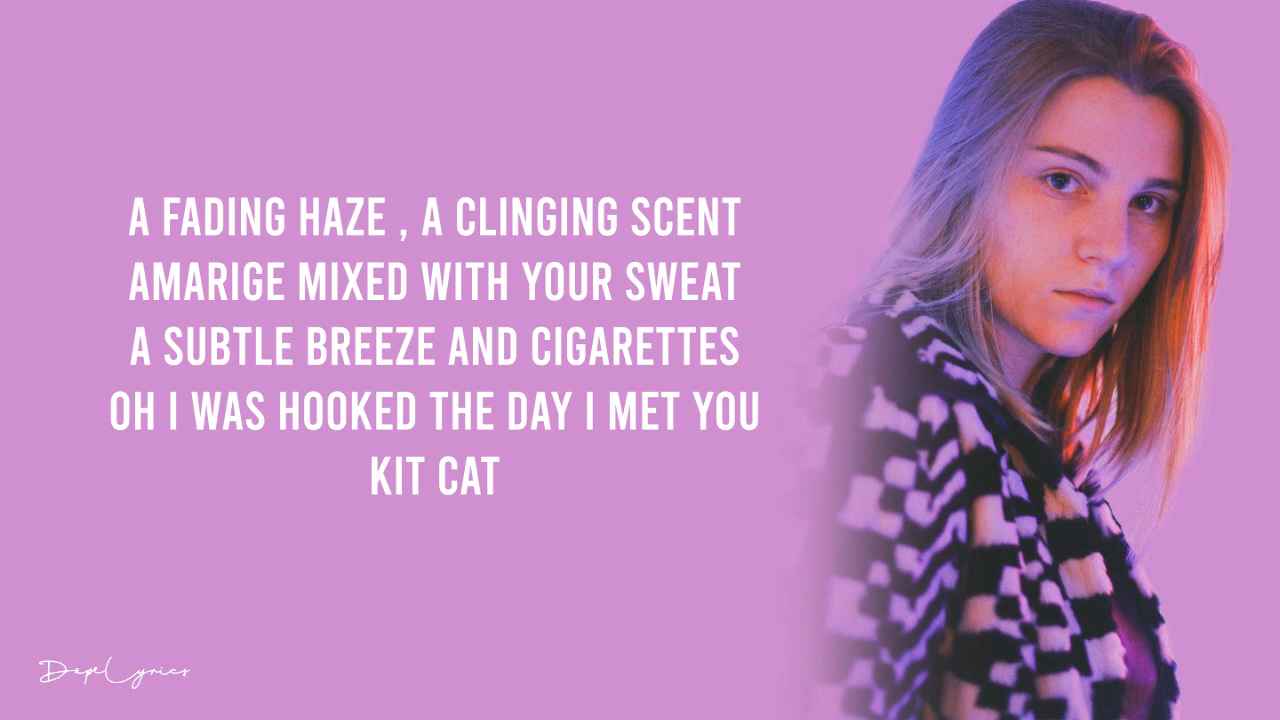 A FADING HAZE , A CLINGING SCENT
AMARIGE MIXED WITH YOUR SWEAT
A SUBTLE BREEZE AND CIGARETTES
OH I WAS HOOKED THE DAY I MET YOU
KIT CAT
DopeLyrics